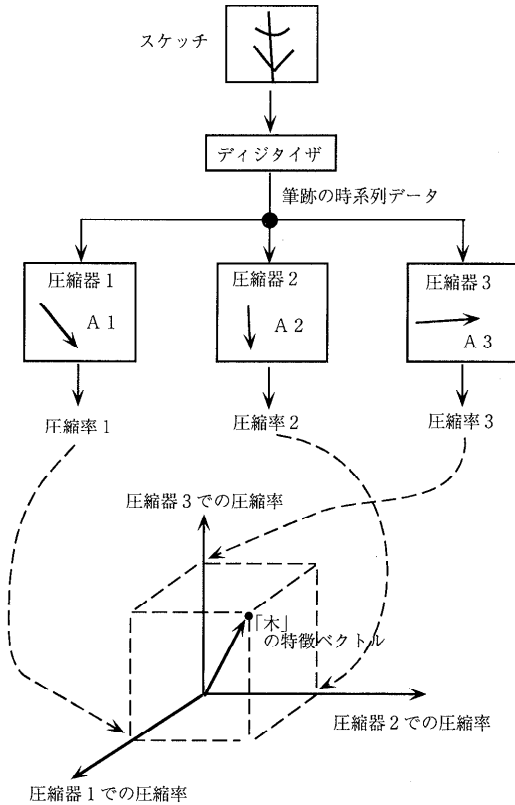 スケッチ
ディジタイザ
筆跡の時系列データ
圧縮器1
A1
圧縮器2
A2
圧縮器3
A3
圧縮率1
圧縮率2
圧縮率3
圧縮器3での圧縮率
「木」
の特徴ベクトル
圧縮器2での圧縮率
圧縮器1での圧縮率